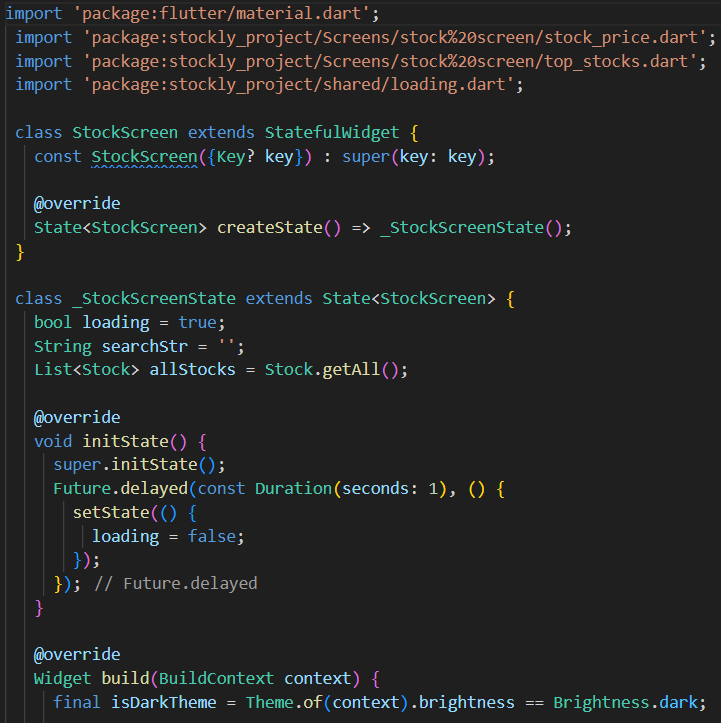 import 'package:flutter/material.dart';
import 'package:stockly_project/Screens/stock%20screen/stock_price.dart';
import 'package:stockly_project/Screens/stock%20screen/top_stocks.dart';
import 'package:stockly_project/shared/loading.dart';

class StockScreen extends StatefulWidget {
  const StockScreen({Key? key}) : super(key: key);

  @override
  State<StockScreen> createState() => _StockScreenState();
}

class _StockScreenState extends State<StockScreen> {
  bool loading = true;
  String searchStr = '';
  List<Stock> allStocks = Stock.getAll();

  @override
  void initState() {
    super.initState();
    Future.delayed(const Duration(seconds: 1), () {
      setState(() {
        loading = false;
      });
    }); // Future.delayed
  }

  @override
  Widget build(BuildContext context) {
    final isDarkTheme = Theme.of(context).brightness == Brightness.dark;